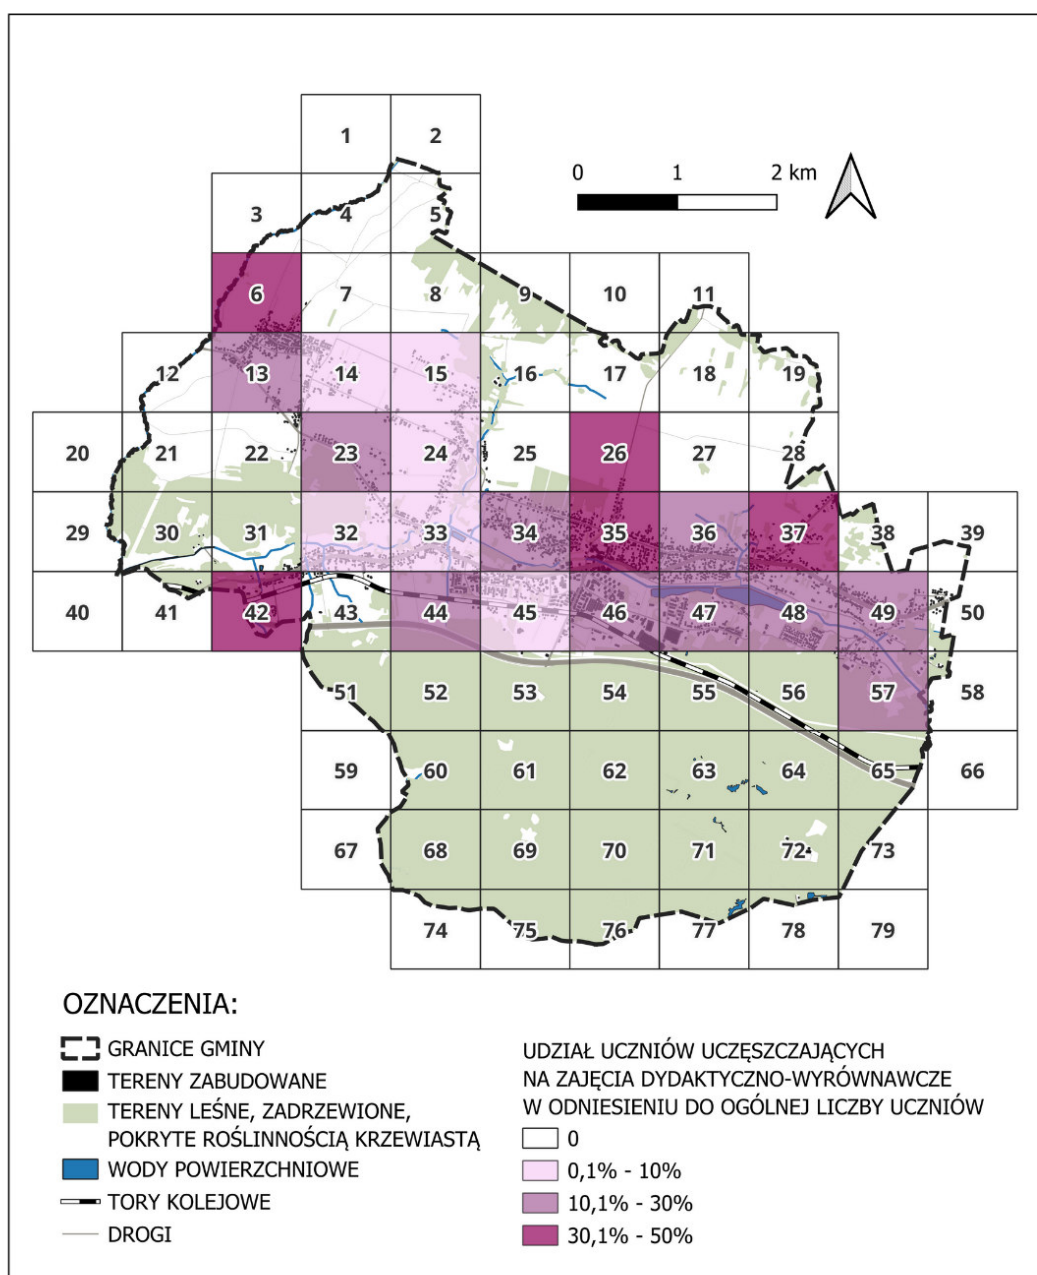 1 2
0 1 2 km
3 4 5
6 7 8 9 10 11
12 13 14 15 16 17 18 19
20 21 22 23 24 25 26 27 28
29 30 31 32 33 34 35 36 37 38 39
40 41 42 43 44 45 46 47 48 49 50
51 52 53 54 55 56 57 58
59 60 61 62 63 64 65 66
67 68 69 70 71 72 73
74 75 76 77 78 79
OZNACZENIA:
GRANICE GMINY
TERENY ZABUDOWANE
TERENY LEŚNE, ZADRZEWIONE,
POKRYTE ROŚLINNOŚCIĄ KRZEWIASTĄ
WODY POWIERZCHNIOWE
TORY KOLEJOWE
DROGI
UDZIAŁ UCZNIÓW UCZĘSZCZAJĄCYCH
NA ZAJĘCIA DYDAKTYCZNO-WYRÓWNAWCZE
W ODNIESIENIU DO OGÓLNEJ LICZBY UCZNIÓW
0
0,1% - 10%
10,1% - 30%
30,1% - 50%